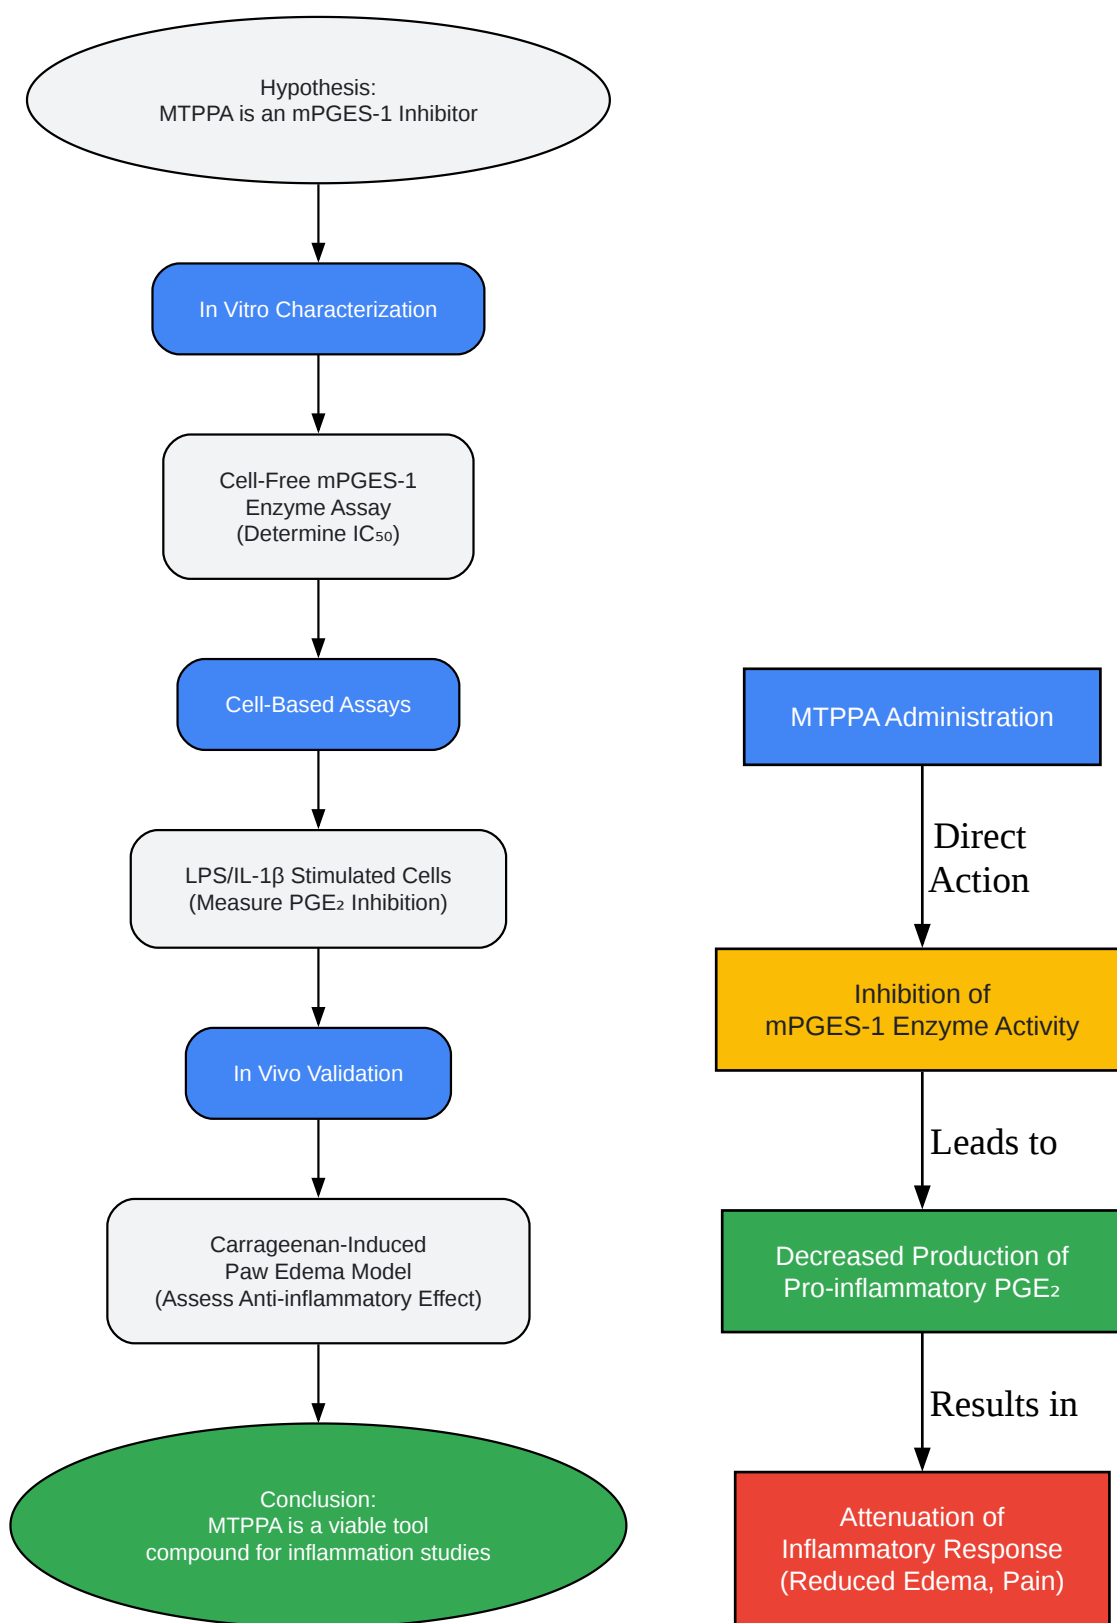 Hypothesis:
MTPPA is an mPGES-1 Inhibitor
In Vitro Characterization
Cell-Free mPGES-1
Enzyme Assay
(Determine IC₅₀)
Cell-Based Assays
LPS/IL-1β Stimulated Cells
(Measure PGE₂ Inhibition)
In Vivo Validation
Carrageenan-Induced
Paw Edema Model
(Assess Anti-inflammatory Effect)
Conclusion:
MTPPA is a viable tool
compound for inflammation studies
MTPPA Administration
Direct
Action
Inhibition of
mPGES-1 Enzyme Activity
Leads to
Decreased Production of
Pro-inflammatory PGE₂
Results in
Attenuation of
Inflammatory Response
(Reduced Edema, Pain)